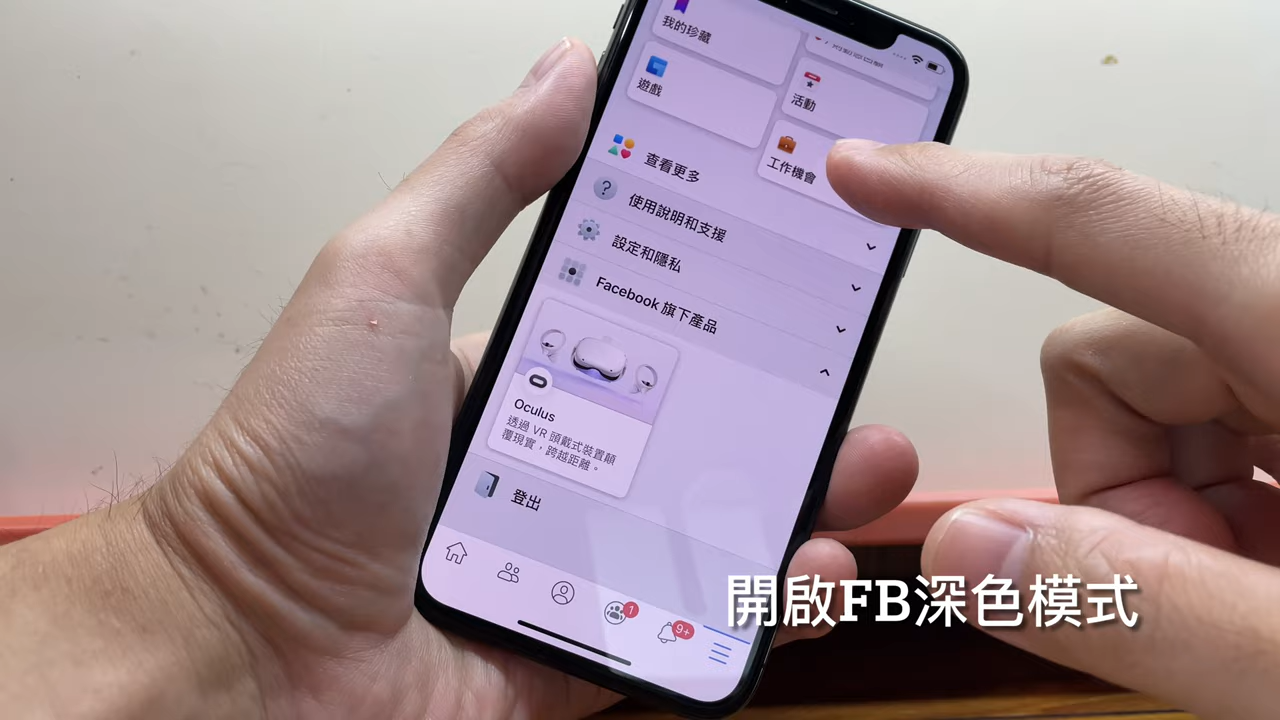 我的珍藏
遊戲
活動
工作機會
查看更多
使用說明和支援
設定和隱私
Facebook 旗下產品
Oculus
透過 VR 頭戴式裝置顛
覆現實，跨越距離。
登出
1
9+
開啟FB深色模式